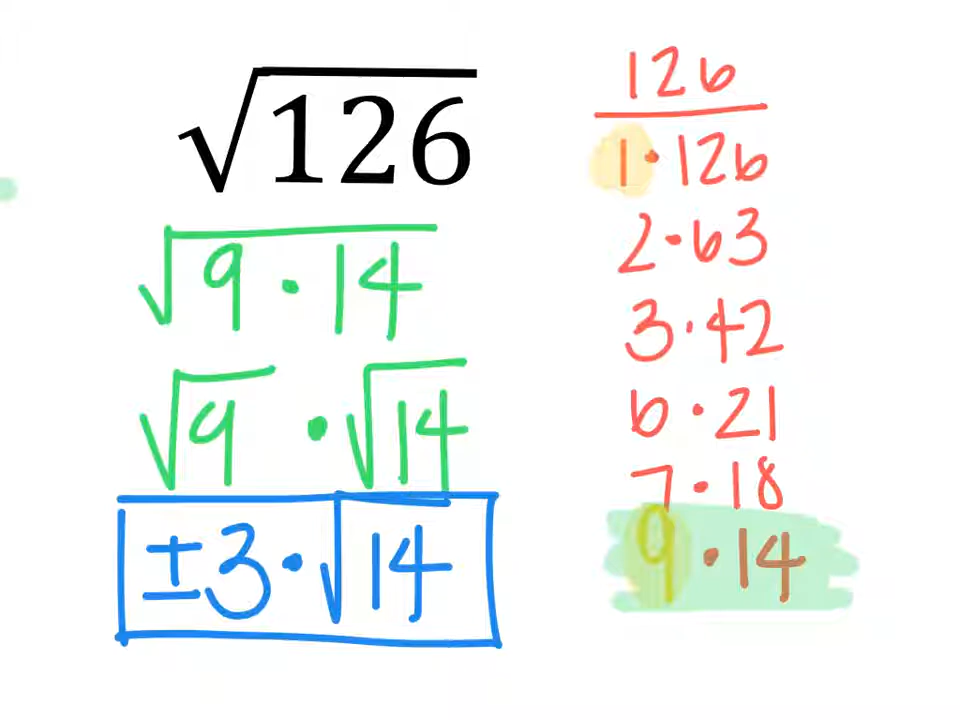 √126
√9 · 14
√9 · √14
± 3 · √14
126
1 · 126
2 · 63
3 · 42
6 · 21
7 · 18
9 · 14